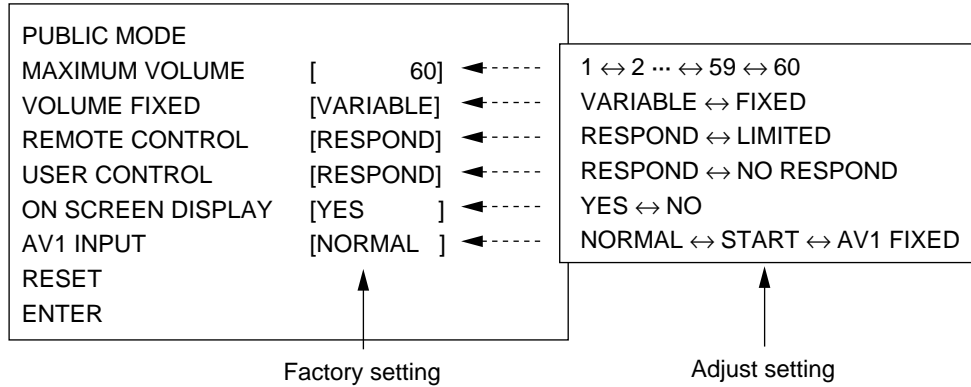 PUBLIC MODE
MAXIMUM VOLUME [ 60]
VOLUME FIXED [VARIABLE]
REMOTE CONTROL [RESPOND]
USER CONTROL [RESPOND]
ON SCREEN DISPLAY [YES ]
AV1 INPUT [NORMAL ]
RESET
ENTER
1 ↔ 2 ··· ↔ 59 ↔ 60
VARIABLE ↔ FIXED
RESPOND ↔ LIMITED
RESPOND ↔ NO RESPOND
YES ↔ NO
NORMAL ↔ START ↔ AV1 FIXED
Factory setting
Adjust setting